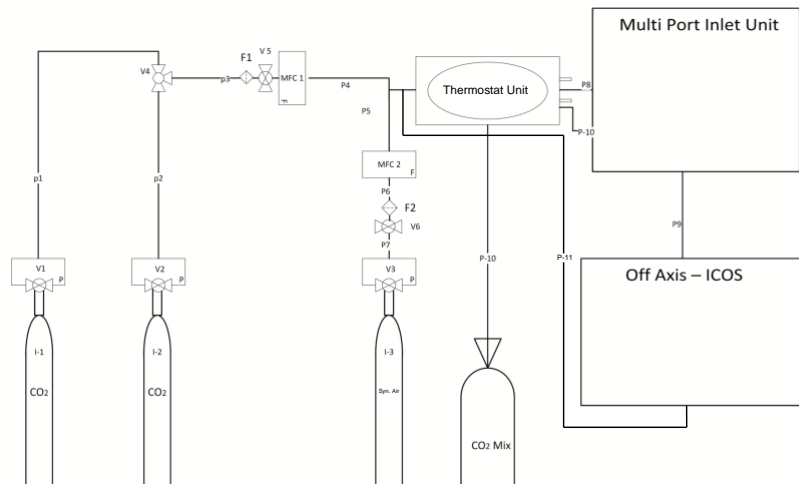 Multi Port Inlet Unit
V4
F1
V 5
MFC 1
F
p3
P4
P5
Thermostat Unit
P8
P-10
MFC 2
F
P6
F2
V6
P7
p1
p2
P9
V1
P
V2
P
V3
P
P-10
P-11
Off Axis – ICOS
I-1
I-2
I-3
CO2
CO2
Syn. Air
CO2 Mix